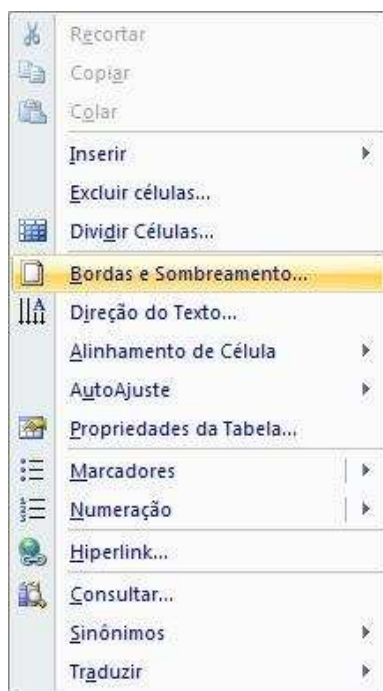 Recortar
Copiar
Colar
Inserir
Excluir células...
Dividir Células...
Bordas e Sombreamento...
Direção do Texto...
Alinhamento de Célula
AutoAjuste
Propriedades da Tabela...
Marcadores
Numeração
Hiperlink...
Consultar...
Sinônimos
Traduzir